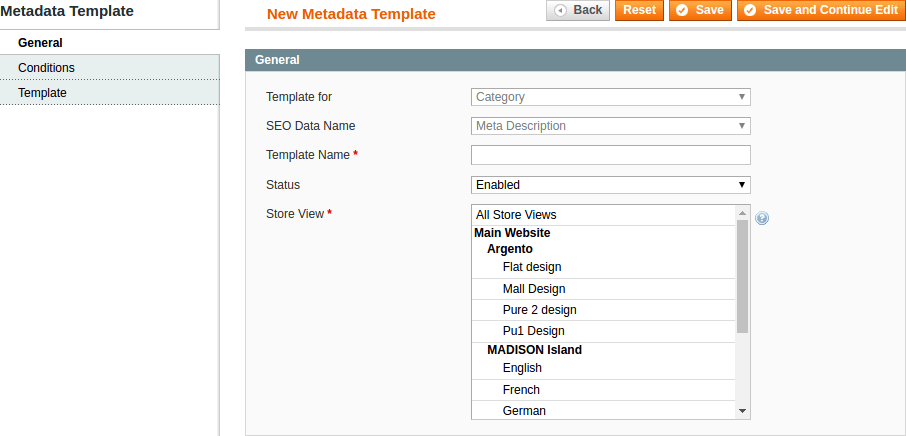 Metadata Template
General
Conditions
Template
New Metadata Template
Back Reset Save Save and Continue Edit
General
Template for Category
SEO Data Name Meta Description
Template Name *
Status Enabled
Store View *
All Store Views
Main Website
Argento
Flat design
Mall Design
Pure 2 design
Pu1 Design
MADISON Island
English
French
German